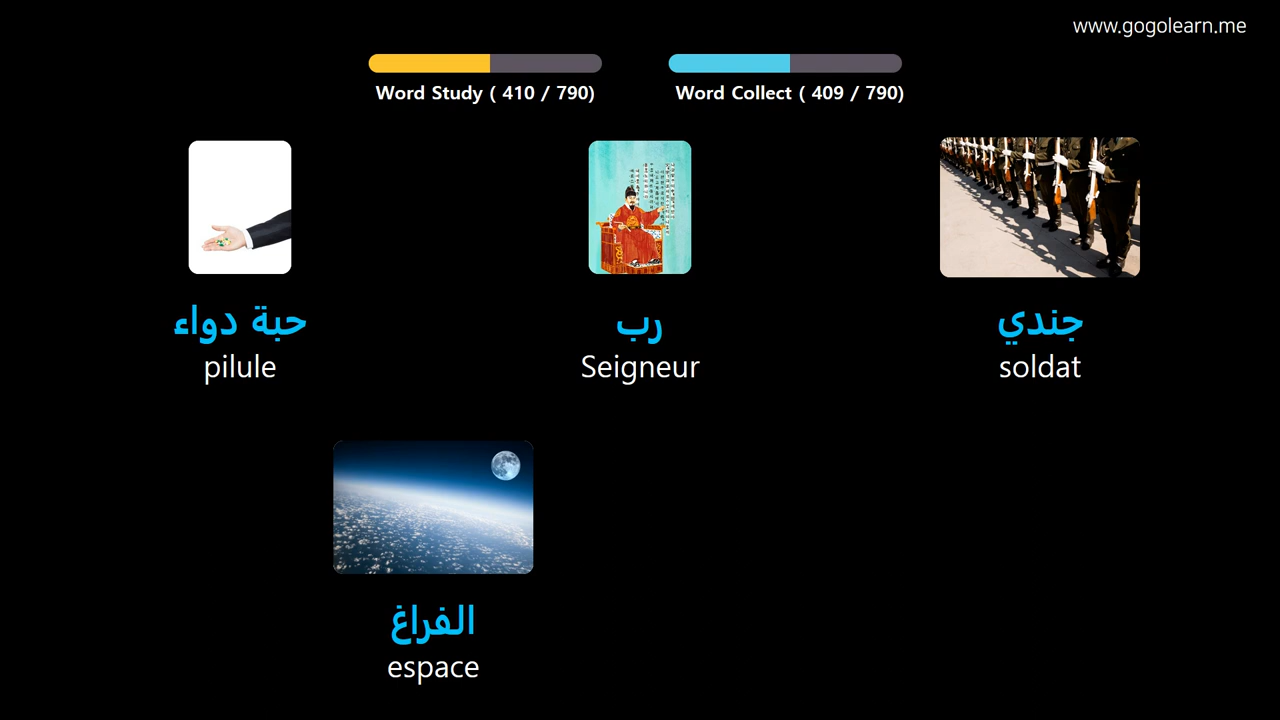 www.gogolearn.me
Word Study ( 410 / 790)
Word Collect ( 409 / 790)
حبة دواء
pilule
رب
Seigneur
جندي
soldat
الفراغ
espace